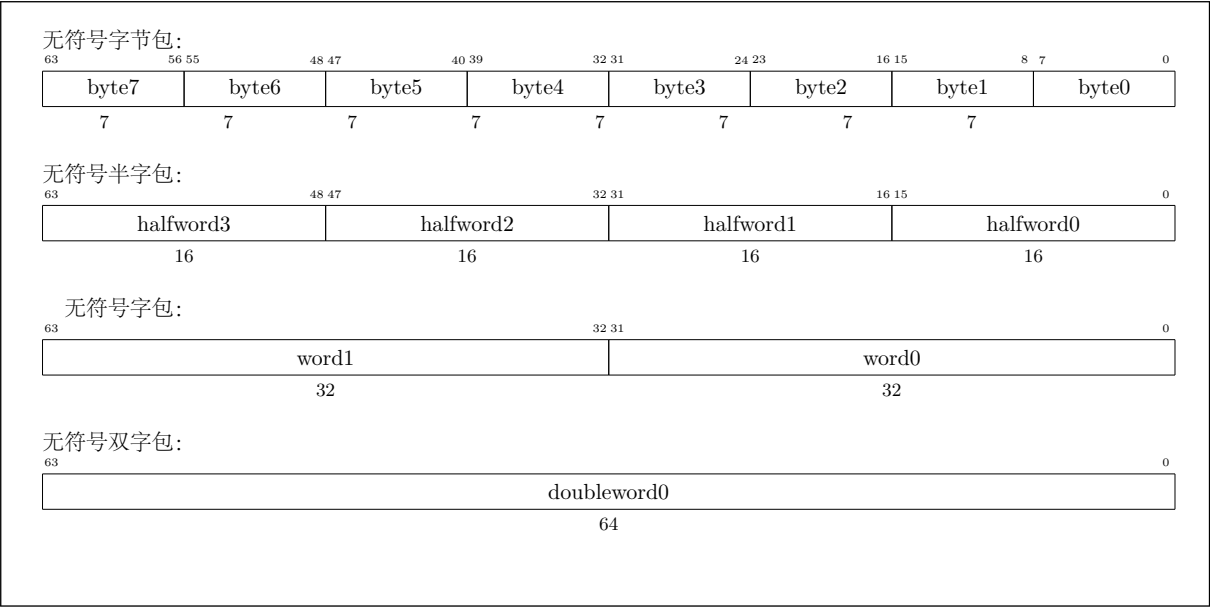 无符号字节包:
63 56 55 48 47 40 39 32 31 24 23 16 15 8 7 0
byte7 byte6 byte5 byte4 byte3 byte2 byte1 byte0
7 7 7 7 7 7 7 7
无符号半字包:
63 48 47 32 31 16 15 0
halfword3 halfword2 halfword1 halfword0
16 16 16 16
无符号字包:
63 32 31 0
word1 word0
32 32
无符号双字包:
63 0
doubleword0
64